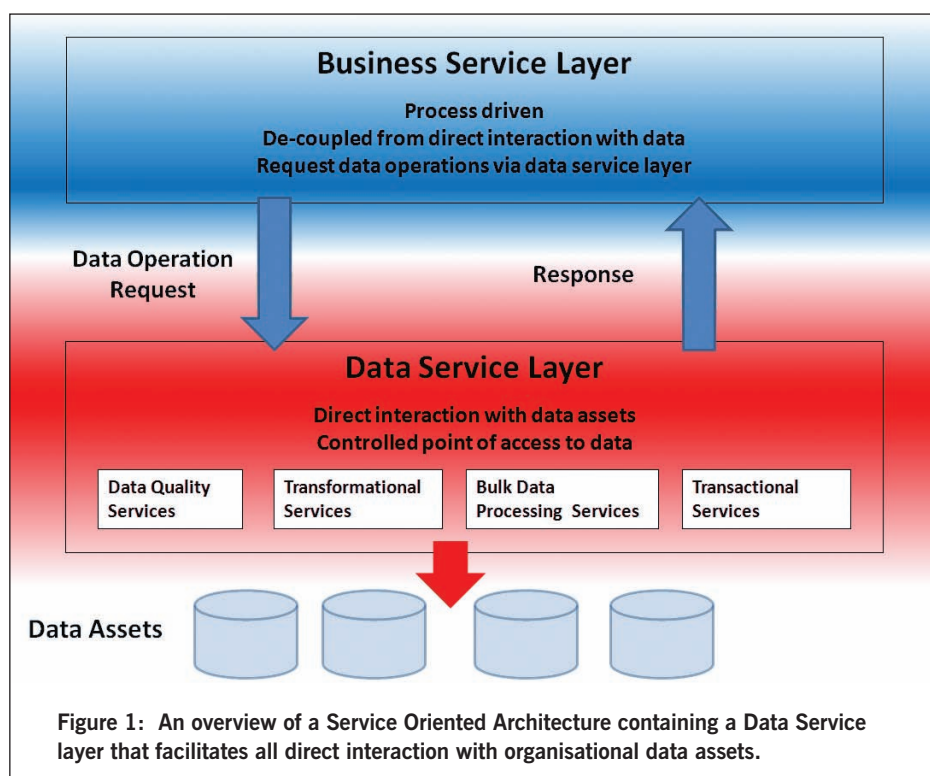 Business Service Layer
Process driven
De-coupled from direct interaction with data
Request data operations via data service layer
Data Operation
Request
Response
Data Service Layer
Direct interaction with data assets
Controlled point of access to data
Data Quality
Services
Transformational
Services
Bulk Data
Processing Services
Transactional
Services
Data Assets
Figure 1: An overview of a Service Oriented Architecture containing a Data Service
layer that facilitates all direct interaction with organisational data assets.